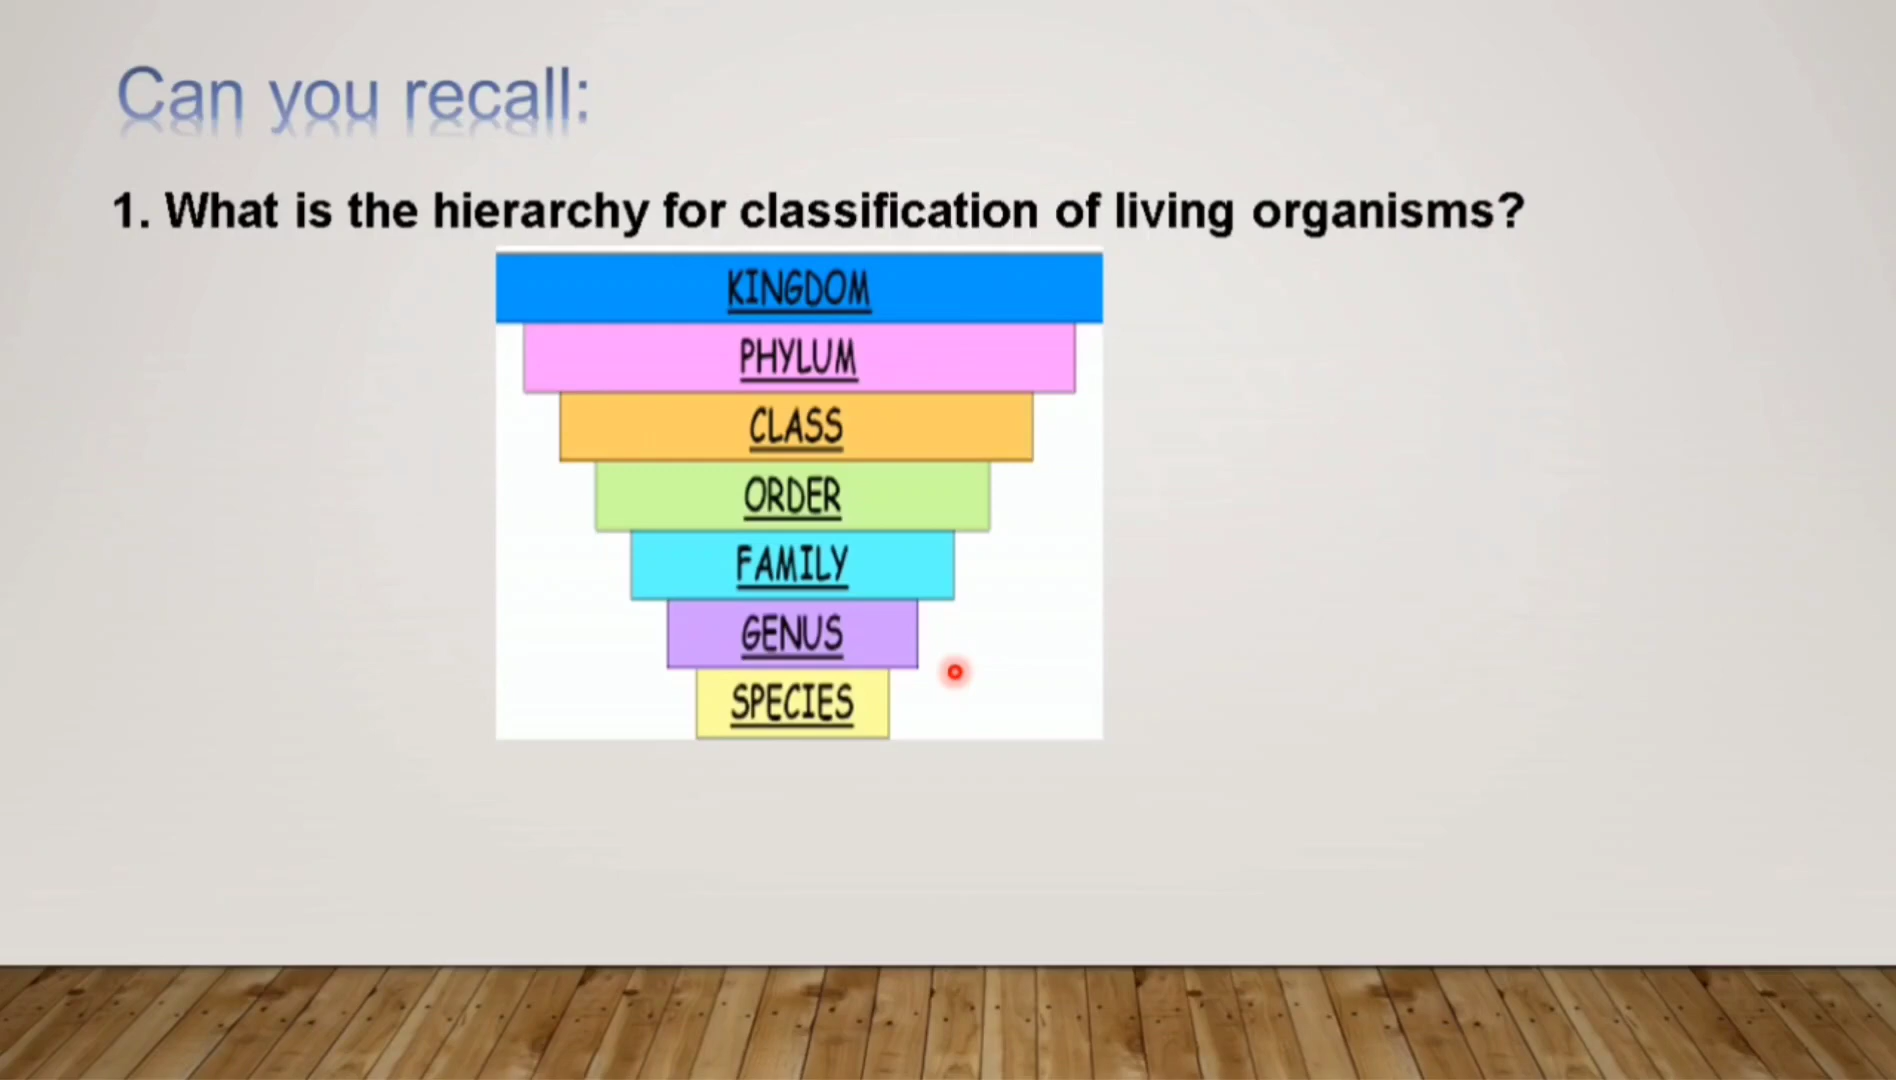 Can you recall:
1. What is the hierarchy for classification of living organisms?
KINGDOM
PHYLUM
CLASS
ORDER
FAMILY
GENUS
SPECIES